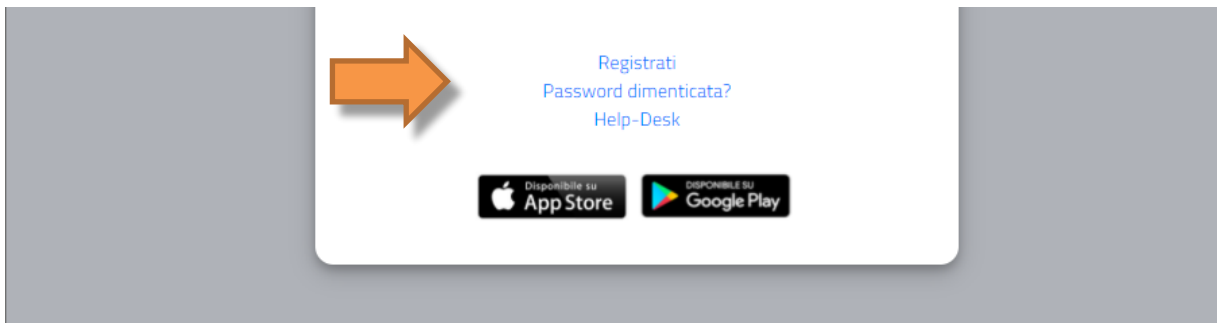 Registrati
Password dimenticata?
Help-Desk
Disponibile su
App Store
DISPONIBILE SU
Google Play